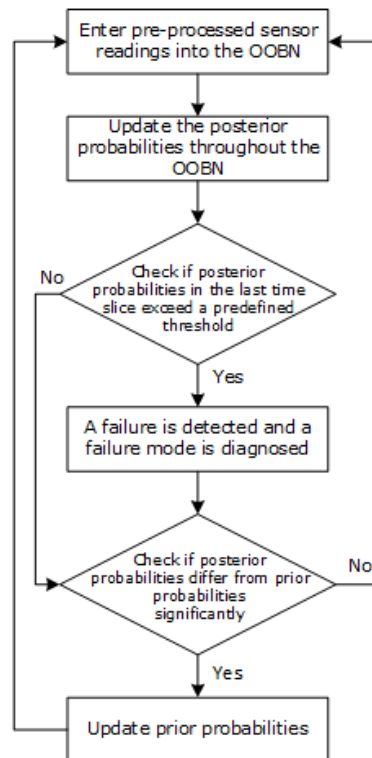 Enter pre-processed sensor
readings into the OOBN
Update the posterior
probabilities throughout the
OOBN
No
Check if posterior
probabilities in the last time
slice exceed a predefined
threshold
Yes
A failure is detected and a
failure mode is diagnosed
Check if posterior
probabilities differ from prior
probabilities
significantly
No
Yes
Update prior probabilities